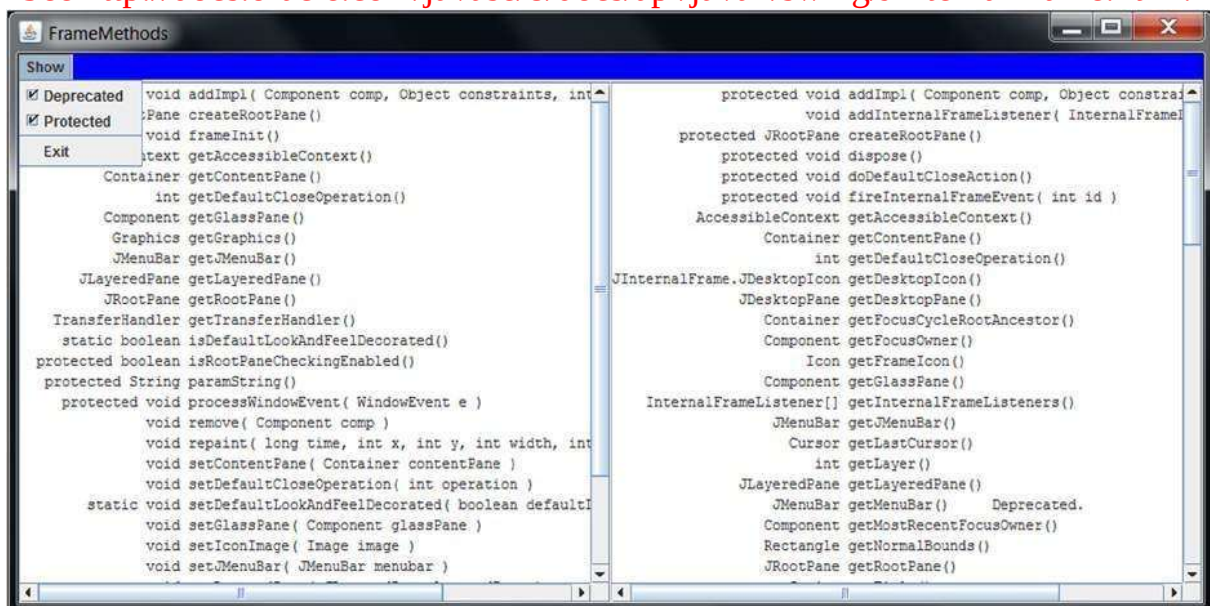 FrameMethods
Show
Deprecated
Protected
Exit
void addImpl( Component comp, Object constraints, int
Pane createRootPane()
void frameInit()
text getAccessibleContext()
Container getContentPane()
int getDefaultCloseOperation()
Component getGlassPane()
Graphics getGraphics()
JMenuBar getJMenuBar()
JLayeredPane getLayeredPane()
JRootPane getRootPane()
TransferHandler getTransferHandler()
static boolean isDefaultLookAndFeelDecorated()
protected boolean isRootPaneCheckingEnabled()
protected String paramString()
protected void processWindowEvent( WindowEvent e )
void remove( Component comp )
void repaint( long time, int x, int y, int width, int
void setContentPane( Container contentPane )
void setDefaultCloseOperation( int operation )
static void setDefaultLookAndFeelDecorated( boolean
void setGlassPane( Component glassPane )
void setIconImage( Image image )
void setJMenuBar( JMenuBar menubar )
protected void addImpl( Component comp, Object
void addInternalFrameListener(
protected JRootPane createRootPane()
protected void dispose()
protected void doDefaultCloseAction()
protected void fireInternalFrameEvent( int id )
AccessibleContext getAccessibleContext()
Container getContentPane()
int getDefaultCloseOperation()
JInternalFrame.JDesktopIcon getDesktopIcon()
JDesktopPane getDesktopPane()
Container getFocusCycleRootAncestor()
Component getFocusOwner()
Icon getFrameIcon()
Component getGlassPane()
InternalFrameListener[] getInternalFrameListeners()
JMenuBar getJMenuBar()
Cursor getLastCursor()
int getLayer()
JLayeredPane getLayeredPane()
JMenuBar getMenuBar() Deprecated.
Component getMostRecentFocusOwner()
Rectangle getNormalBounds()
JRootPane getRootPane()